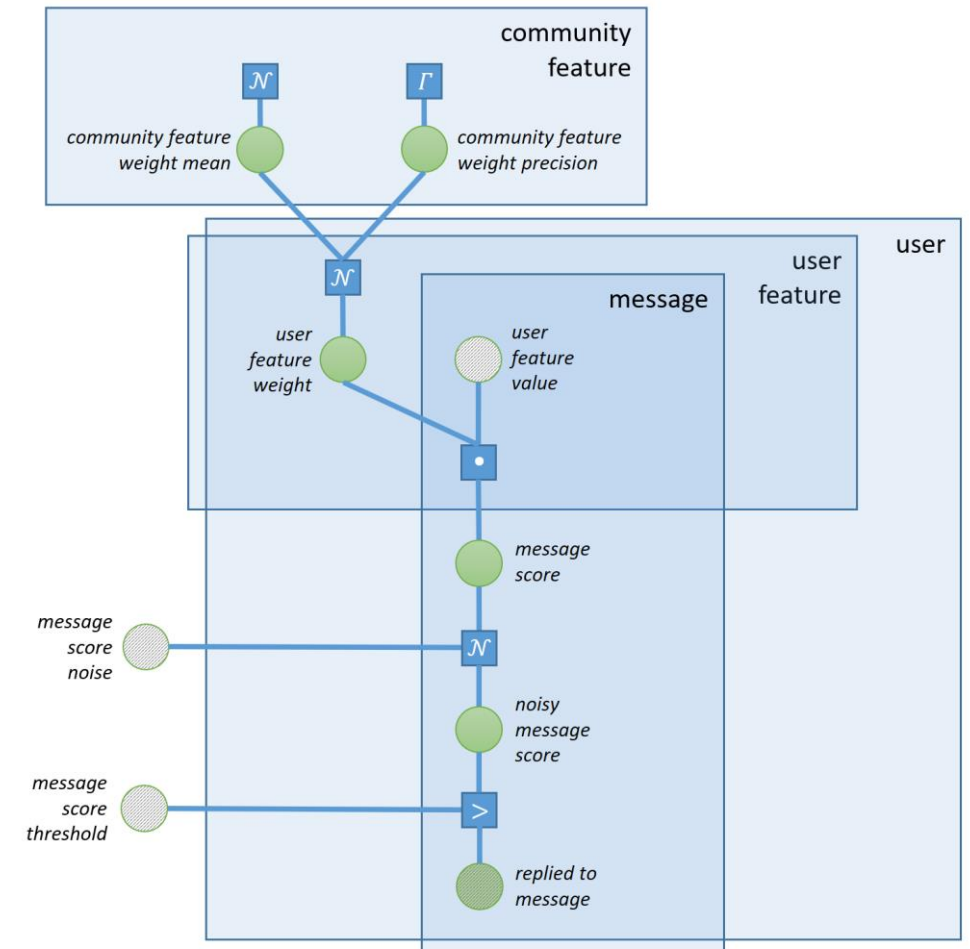 community
feature
𝒩
Γ
community feature
weight mean
community feature
weight precision
user
user
feature
message
𝒩
user
feature
weight
user
feature
value
•
message
score
message
score
noise
𝒩
noisy
message
score
message
score
threshold
>
replied to
message